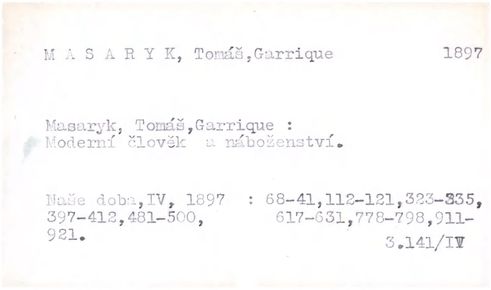 M A S A R Y K, Tomáš,Garrique 1897
Masaryk, Tomáš,Garrique :
Moderní člověk a náboženství.
Naše doba,IV, 1897 : 68-41,112-121,323-335,
397-412,481-500, 617-631,778-798,911-
921.
3.141/IV